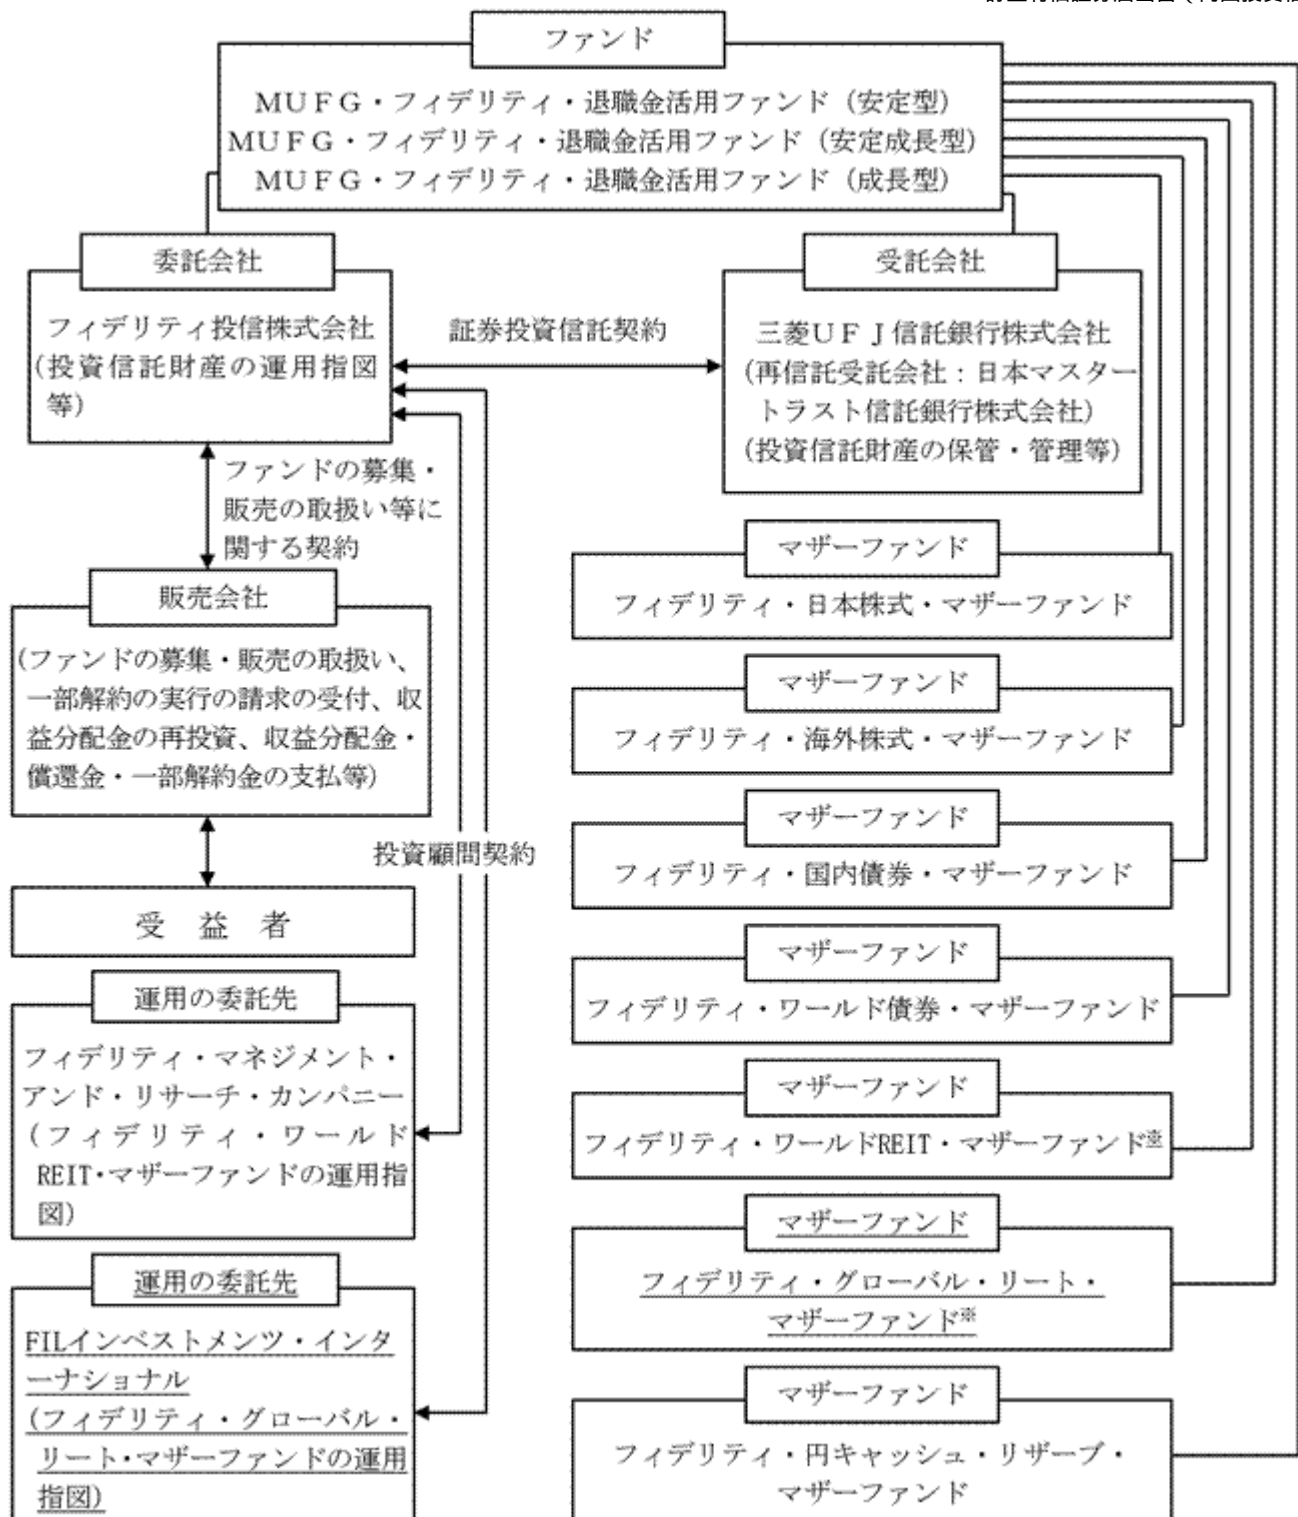 ファンド
MUFG・フィデリティ・退職金活用ファンド(安定型)
MUFG・フィデリティ・退職金活用ファンド(安定成長型)
MUFG・フィデリティ・退職金活用ファンド(成長型)
委託会社
フィデリティ投信株式会社
(投資信託財産の運用指図
等)
証券投資信託契約
受託会社
三菱UFJ信託銀行株式会社
(再信託受託会社:日本マスター
トラスト信託銀行株式会社)
(投資信託財産の保管・管理等)
ファンドの募集・
販売の取扱い等に
関する契約
販売会社
(ファンドの募集・販売の取扱い、
一部解約の実行の請求の受付、収
益分配金の再投資、収益分配金・
償還金・一部解約金の支払等)
投資顧問契約
受 益 者
運用の委託先
フィデリティ・マネジメント・
アンド・リサーチ・カンパニー
(フィデリティ・ワールド
REIT・マザーファンドの運用指
図)
運用の委託先
FILインベストメンツ・インタ
ーナショナル
(フィデリティ・グローバル・
リート・マザーファンドの運用
指図)
マザーファンド
フィデリティ・日本株式・マザーファンド
マザーファンド
フィデリティ・海外株式・マザーファンド
マザーファンド
フィデリティ・国内債券・マザーファンド
マザーファンド
フィデリティ・ワールド債券・マザーファンド
マザーファンド
フィデリティ・ワールドREIT・マザーファンド※
マザーファンド
フィデリティ・グローバル・リート・
マザーファンド※
マザーファンド
フィデリティ・円キャッシュ・リザーブ・
マザーファンド